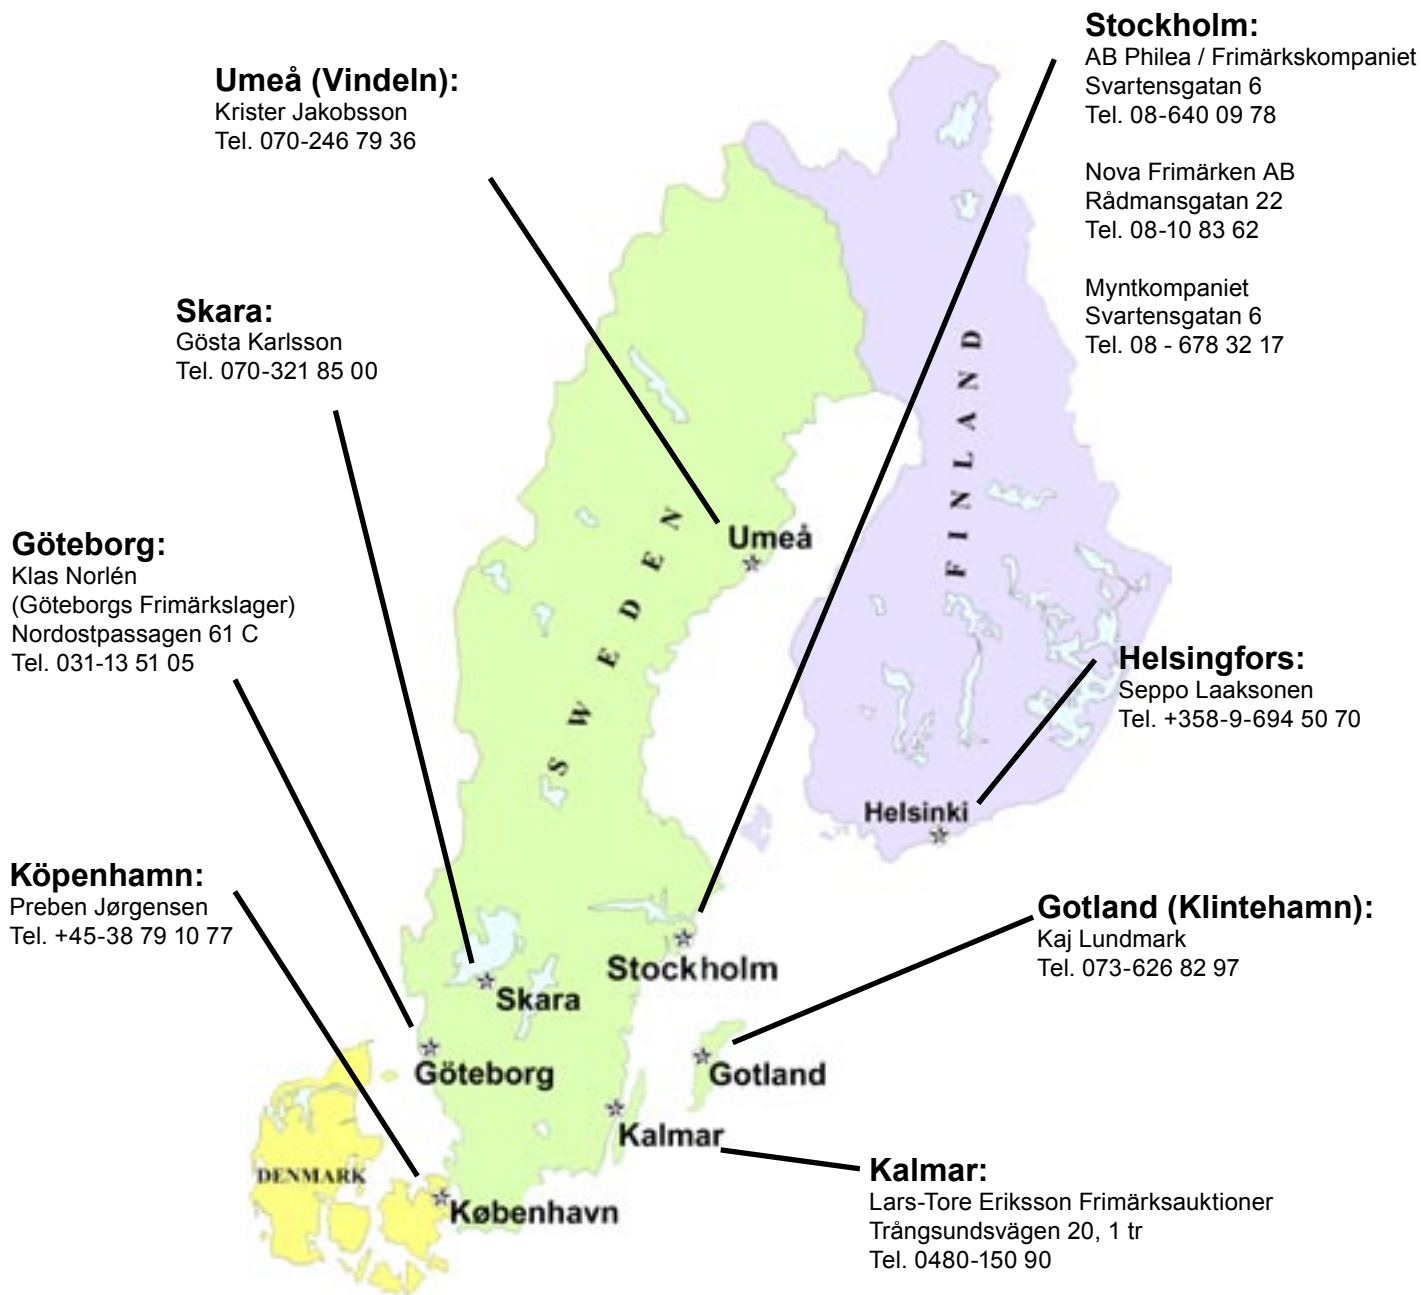 Stockholm:
AB Philea / Frimärkskompaniet
Svartensgatan 6
Tel. 08-640 09 78
Nova Frimärken AB
Rådmansgatan 22
Tel. 08-10 83 62
Myntkompaniet
Svartensgatan 6
Tel. 08 - 678 32 17
Umeå (Vindeln):
Krister Jakobsson
Tel. 070-246 79 36
Skara:
Gösta Karlsson
Tel. 070-321 85 00
Göteborg:
Klas Norlén
(Göteborgs Frimärkslager)
Nordostpassagen 61 C
Tel. 031-13 51 05
Köpenhamn:
Preben Jørgensen
Tel. +45-38 79 10 77
Helsingfors:
Seppo Laaksonen
Tel. +358-9-694 50 70
Gotland (Klintehamn):
Kaj Lundmark
Tel. 073-626 82 97
Kalmar:
Lars-Tore Eriksson Frimärksauktioner
Trångsundsvägen 20, 1 tr
Tel. 0480-150 90
FINLAND
SWEDEN
Umeå
Helsinki
Stockholm
Skara
Göteborg
Gotland
Kalmar
DENMARK
København